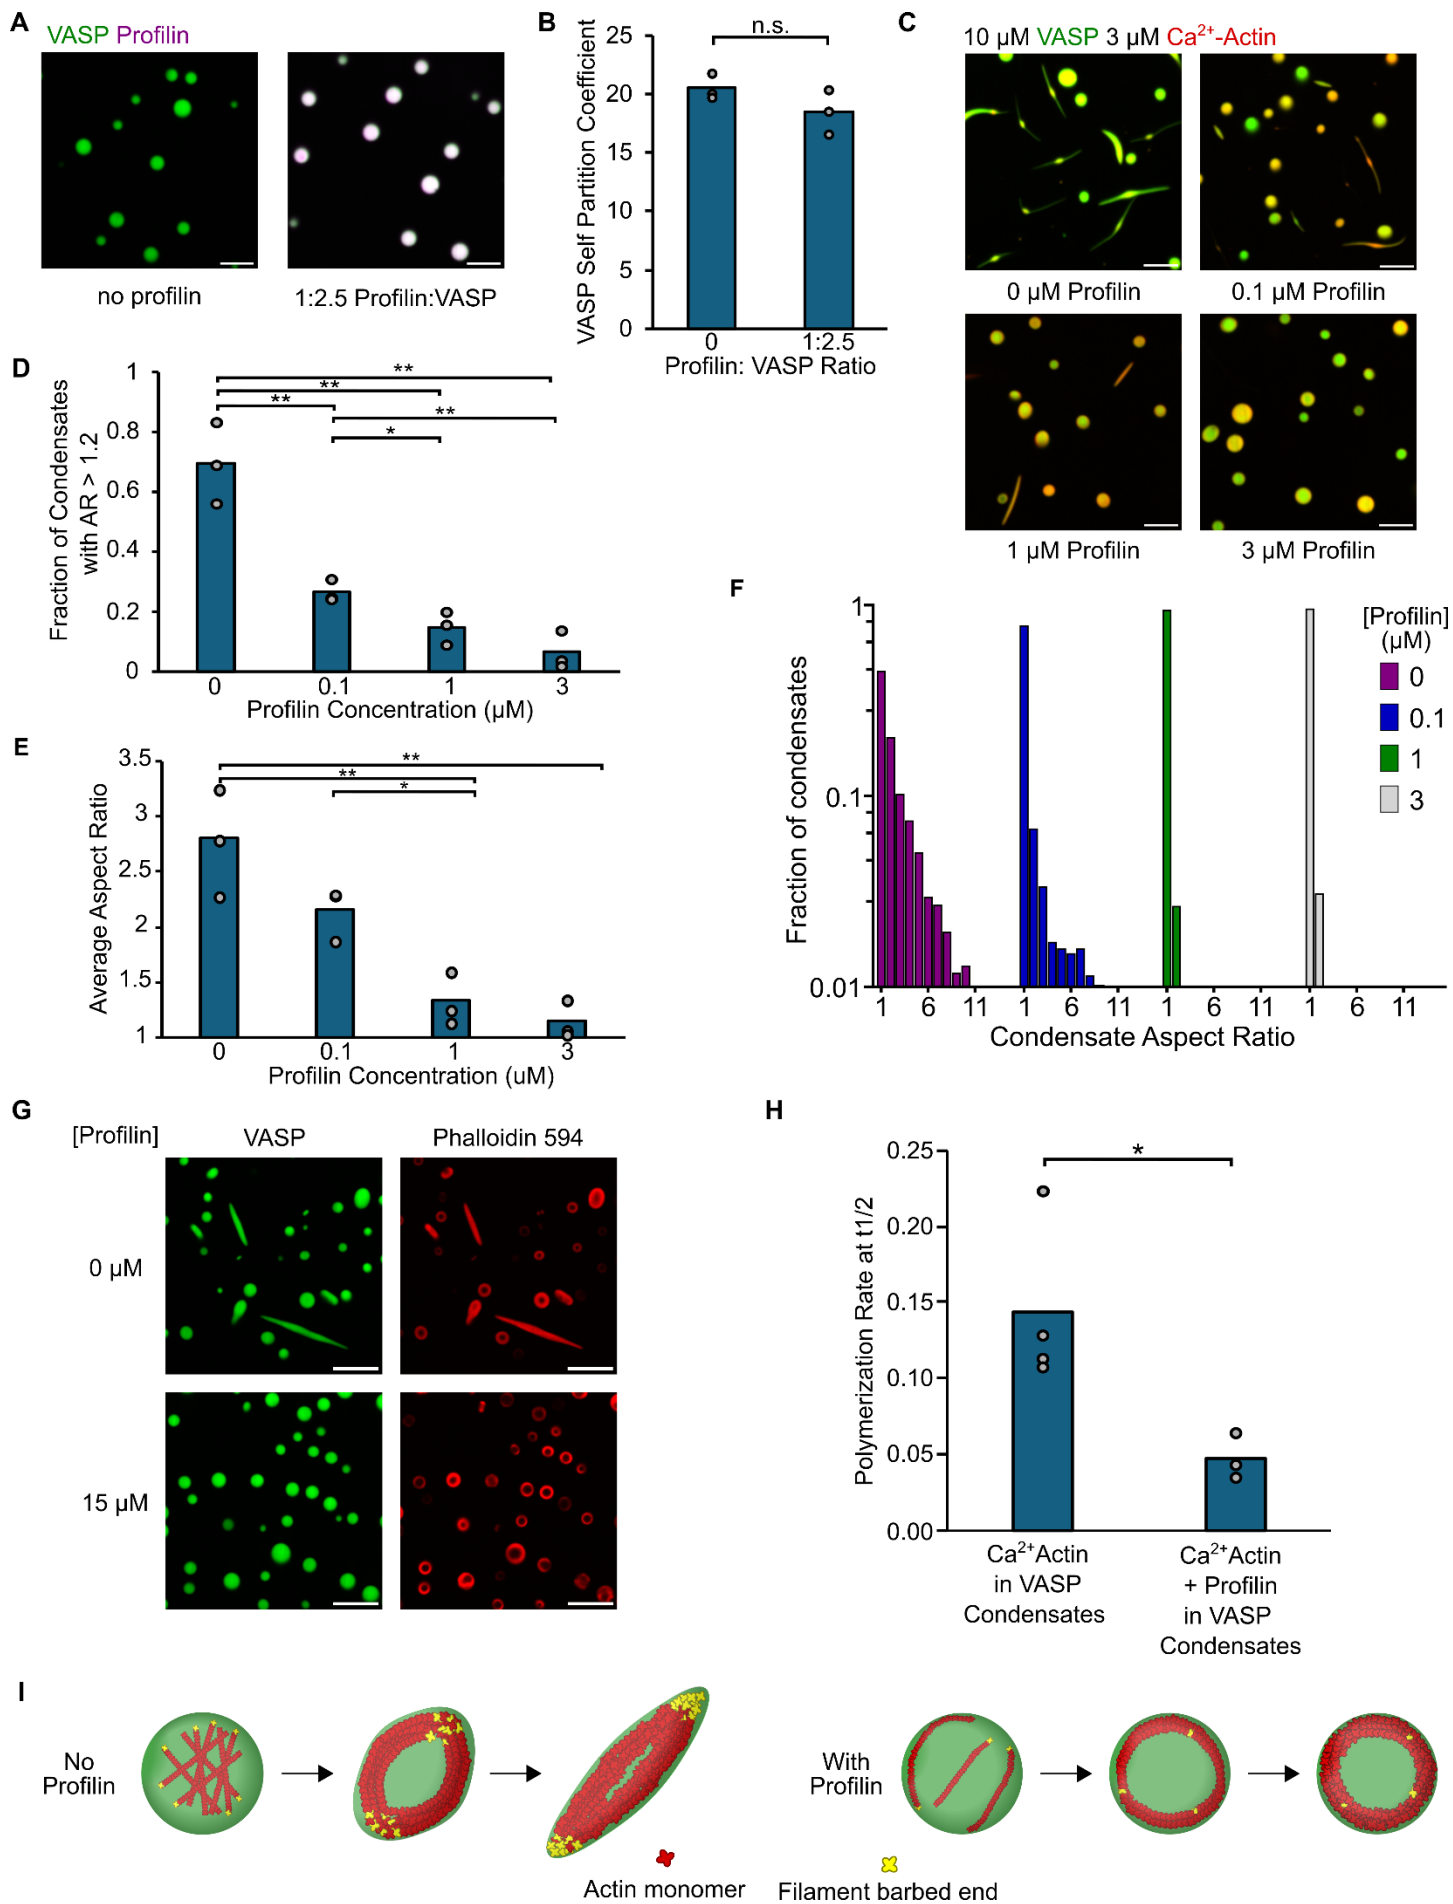 A
VASP Profilin
no profilin
1:2.5 Profilin:VASP
B
n.s.
VASP Self Partition Coefficient
25
20
15
10
5
0
0
1:2.5
Profilin: VASP Ratio
C
10 µM VASP 3 µM Ca²⁺-Actin
0 µM Profilin
0.1 µM Profilin
1 µM Profilin
3 µM Profilin
D
Fraction of Condensates
with AR > 1.2
1
0.8
0.6
0.4
0.2
0
**
**
**
**
*
0
0.1
1
3
Profilin Concentration (µM)
E
Average Aspect Ratio
3.5
3
2.5
2
1.5
1
**
**
*
0
0.1
1
3
Profilin Concentration (uM)
F
Fraction of condensates
1
0.1
0.01
1 6 11 1 6 11 1 6 11 1 6 11
Condensate Aspect Ratio
[Profilin]
(µM)
0
0.1
1
3
G
[Profilin]
VASP
Phalloidin 594
0 µM
15 µM
H
Polymerization Rate at t1/2
0.25
0.20
0.15
0.10
0.05
0.00
*
Ca²⁺Actin
in VASP
Condensates
Ca²⁺Actin
+ Profilin
in VASP
Condensates
I
No
Profilin
With
Profilin
Actin monomer
Filament barbed end